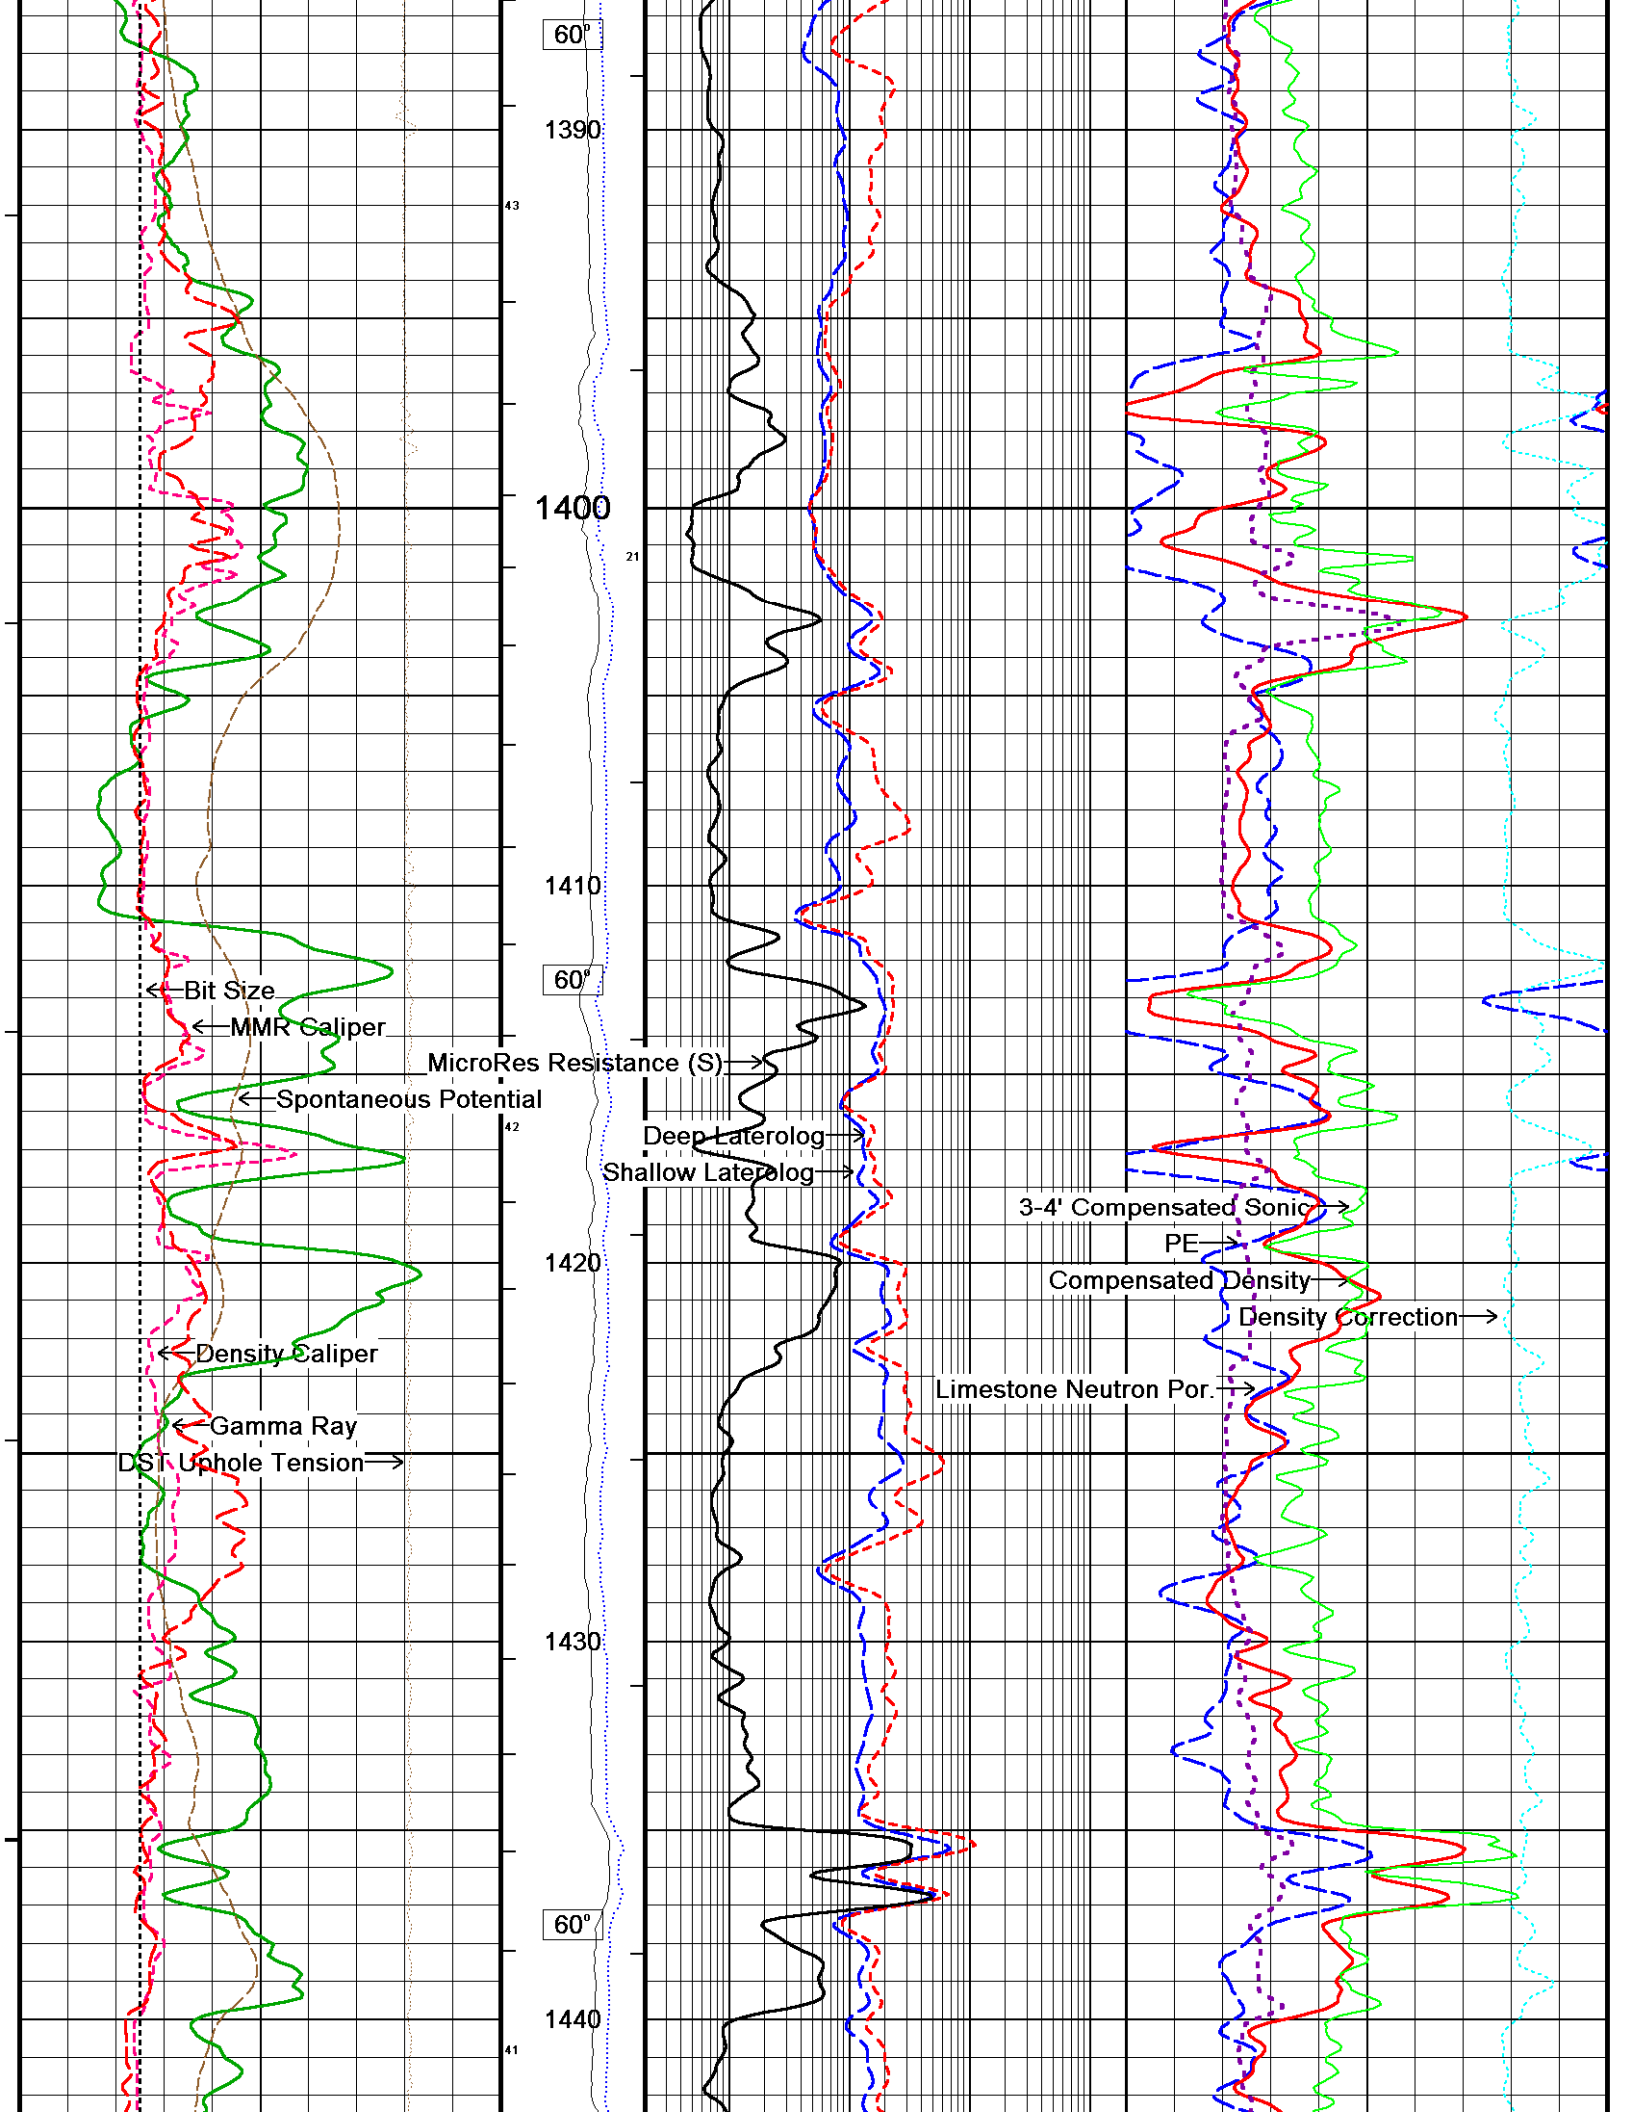 60°
1390
43
1400
21
1410
60°
Bit Size
MMR Caliper
MicroRes Resistance (S)
Spontaneous Potential
42
Deep Laterolog
Shallow Laterolog
3-4' Compensated Sonic
PE
1420
Compensated Density
Density Correction
Density Caliper
Limestone Neutron Por.
Gamma Ray
DST Uphole Tension
1430
60°
1440
41